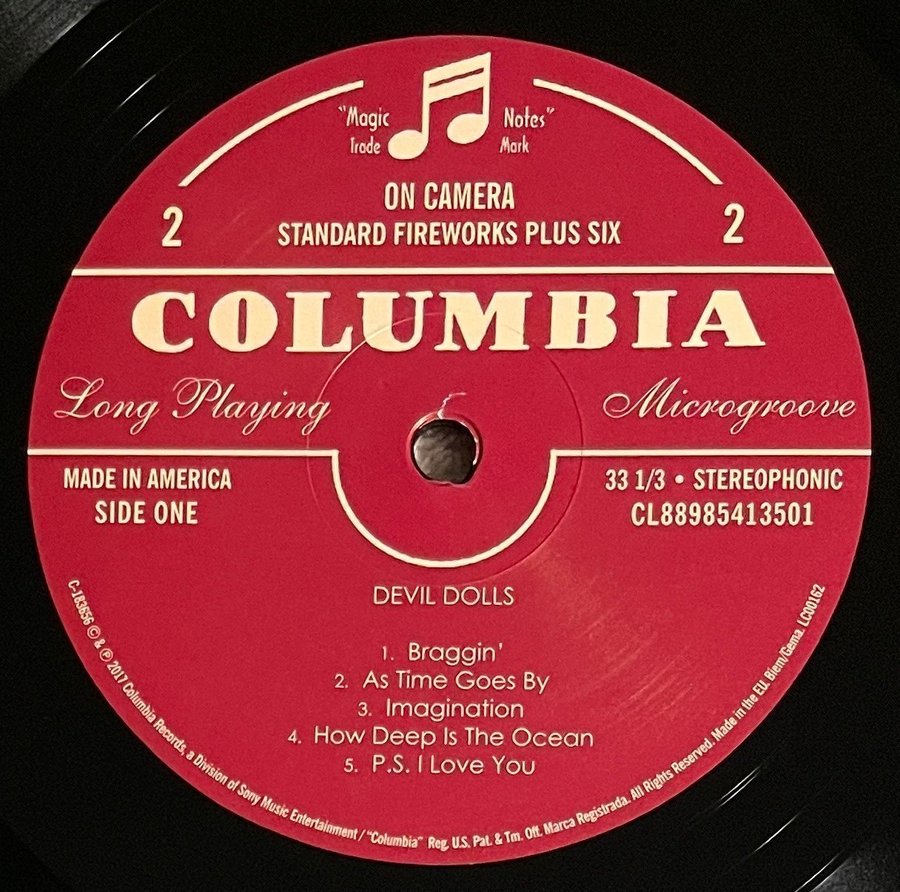 "Magic Notes"
Trade Mark
ON CAMERA
2 STANDARD FIREWORKS PLUS SIX 2
COLUMBIA
Long Playing Microgroove
MADE IN AMERICA 33 1/3 • STEREOPHONIC
SIDE ONE CL88985413501
DEVIL DOLLS
1. Braggin'
2. As Time Goes By
3. Imagination
4. How Deep Is The Ocean
5. P.S. I Love You
C-183656 © & ℗ 2017 Columbia Records, a Division of Sony Music Entertainment / "Columbia" Reg. U.S. Pat. & Tm. Off. Marca Registrada. All Rights Reserved. Made in the EU. Biem/Gema. LC00162